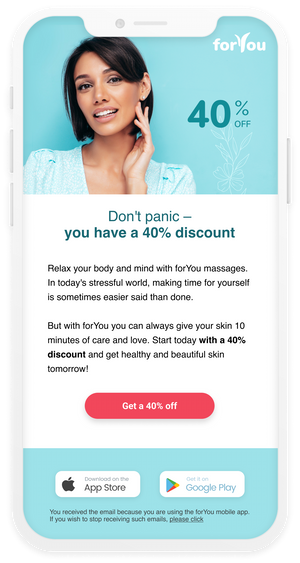 forYou
40%
OFF
Don't panic –
you have a 40% discount
Relax your body and mind with forYou massages.
In today's stressful world, making time for yourself
is sometimes easier said than done.
But with forYou you can always give your skin 10
minutes of care and love. Start today with a 40%
discount and get healthy and beautiful skin
tomorrow!
Get a 40% off
Download on the
App Store
Get it on
Google Play
You received the email because you are using the forYou mobile app.
If you wish to stop receiving such emails, please click